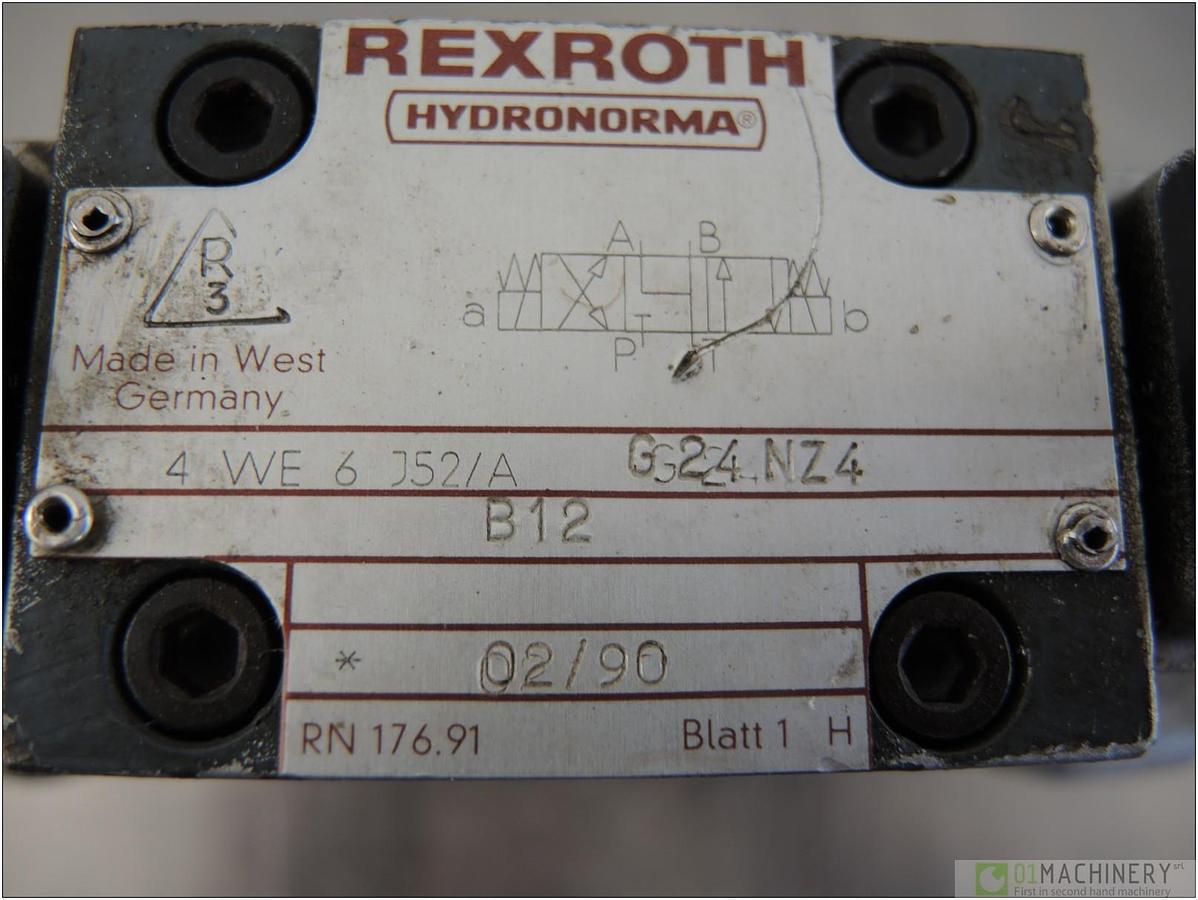 REXROTH
HYDRONORMA®
R
3
A B
a b
P T
Made in West
Germany
4 WE 6 J52/A G24 NZ4
B12
* 02/90
RN 176.91 Blatt 1 H
01MACHINERY srl
First in second hand machinery